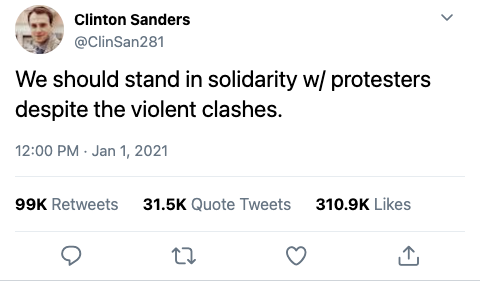 Clinton Sanders
@ClinSan281
We should stand in solidarity w/ protesters
despite the violent clashes.
12:00 PM · Jan 1, 2021
99K Retweets 31.5K Quote Tweets 310.9K Likes